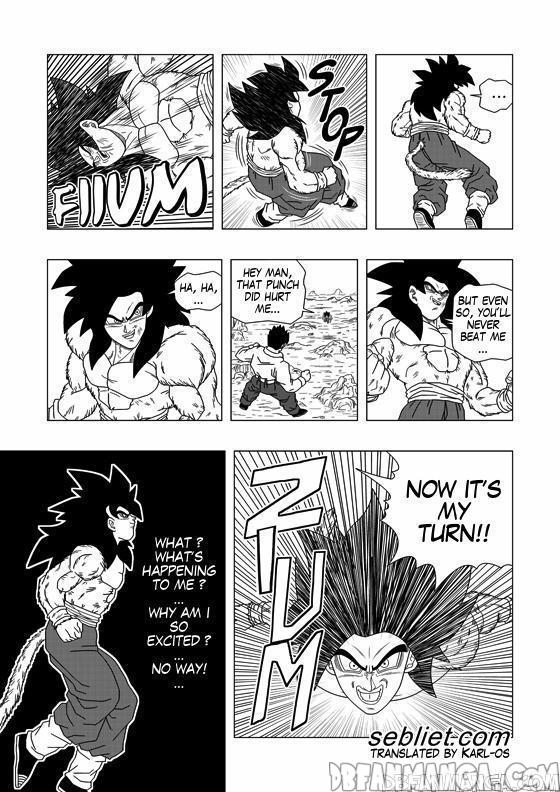 FIIUM
STOP
...
HA, HA,
...
HEY MAN,
THAT PUNCH
DID HURT
ME...
BUT EVEN
SO, YOU'LL
NEVER
BEAT ME
...
WHAT ?
WHAT'S
HAPPENING
TO ME ?
...
WHY AM I
SO
EXCITED ?
...
NO WAY!
...
ZIUM
NOW IT'S
MY
TURN!!
sebliet.com
TRANSLATED BY KARL-OS
DBFANMANGA.COM